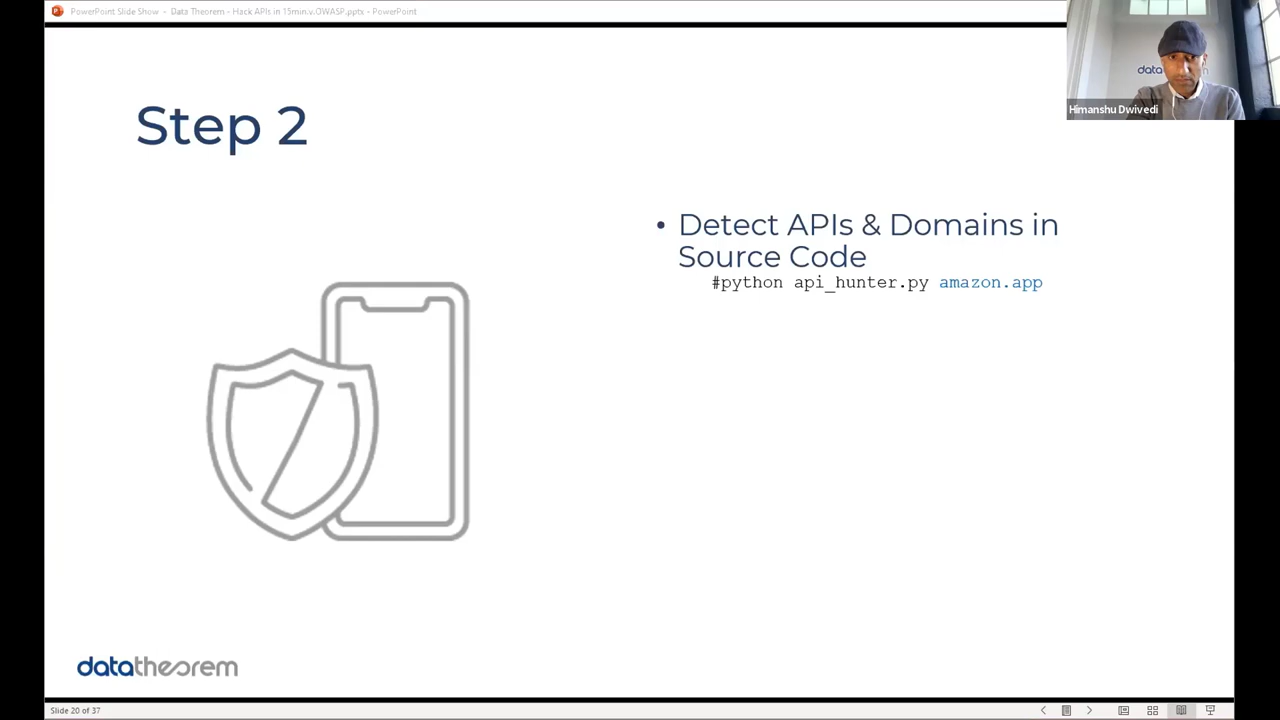 PowerPoint Slide Show - Data Theorem - Hack APIs in 15min.v.OWASP.pptx - PowerPoint
data
Himanshu Dwivedi
Step 2
• Detect APIs & Domains in
Source Code
#python api_hunter.py amazon.app
datatheorem
Slide 20 of 37